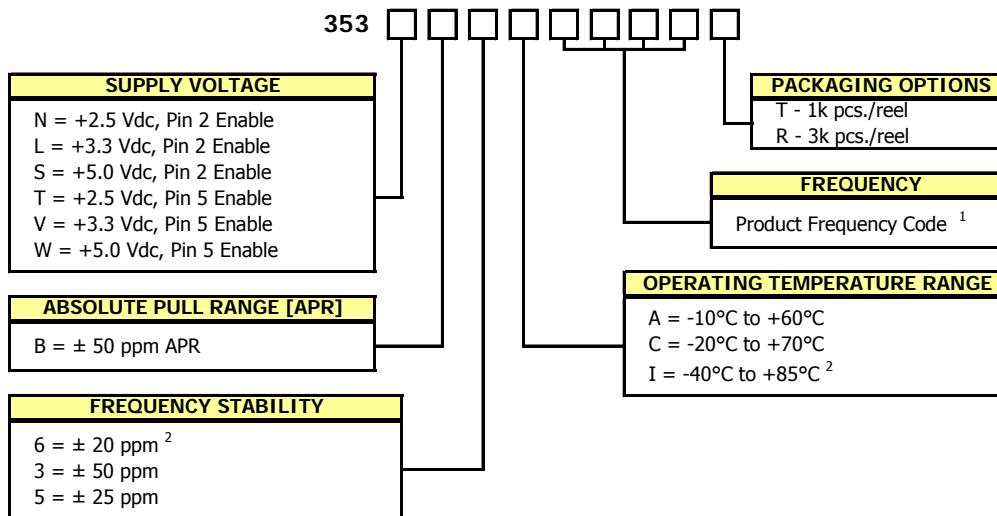 353
SUPPLY VOLTAGE
N = +2.5 Vdc, Pin 2 Enable
L = +3.3 Vdc, Pin 2 Enable
S = +5.0 Vdc, Pin 2 Enable
T = +2.5 Vdc, Pin 5 Enable
V = +3.3 Vdc, Pin 5 Enable
W = +5.0 Vdc, Pin 5 Enable
ABSOLUTE PULL RANGE [APR]
B = ± 50 ppm APR
FREQUENCY STABILITY
6 = ± 20 ppm ²
3 = ± 50 ppm
5 = ± 25 ppm
PACKAGING OPTIONS
T - 1k pcs./reel
R - 3k pcs./reel
FREQUENCY
Product Frequency Code ¹
OPERATING TEMPERATURE RANGE
A = -10°C to +60°C
C = -20°C to +70°C
I = -40°C to +85°C ²